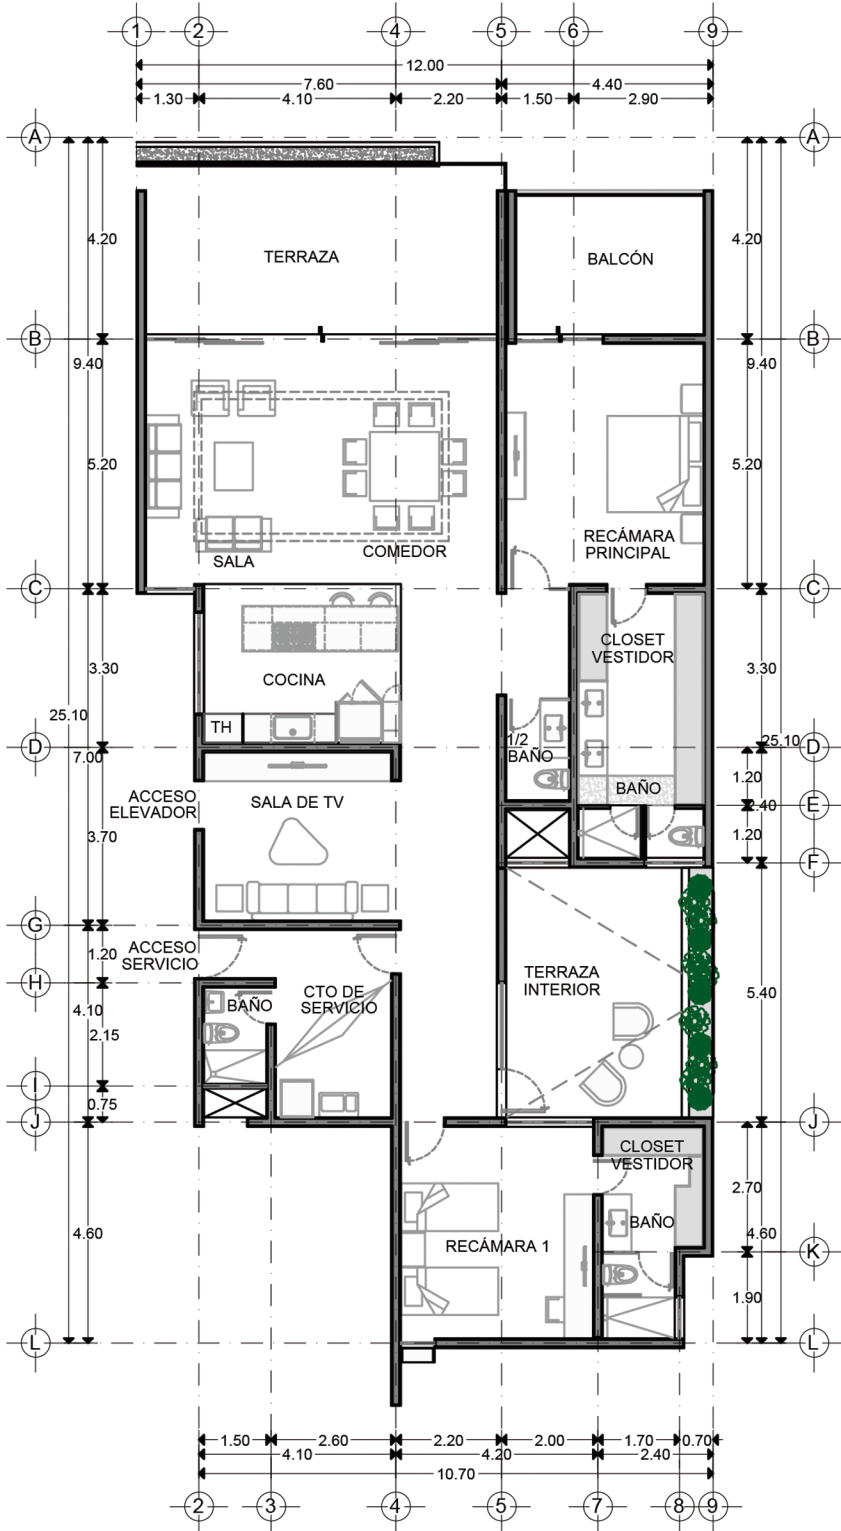 1 2 4 5 6 9
12.00
7.60 4.40
1.30 4.10 2.20 1.50 2.90
A A
4.20 TERRAZA BALCÓN 4.20
B B
9.40 9.40
5.20 5.20
RECÁMARA
PRINCIPAL
SALA COMEDOR
C C
CLOSET
VESTIDOR
3.30 COCINA 3.30
25.10 25.10
TH 1/2
BAÑO
D D
7.00
1.20
BAÑO
ACCESO
ELEVADOR
SALA DE TV
E
2.40
3.70 1.20
F
G
ACCESO
SERVICIO
1.20
H
TERRAZA
INTERIOR
CTO DE
SERVICIO
BAÑO
5.40
4.10
2.15
I
0.75
J J
CLOSET
VESTIDOR
2.70
BAÑO
4.60 4.60
RECÁMARA 1
K
1.90
L L
1.50 2.60 2.20 2.00 1.70 0.70
4.10 4.20 2.40
10.70
2 3 4 5 7 8 9